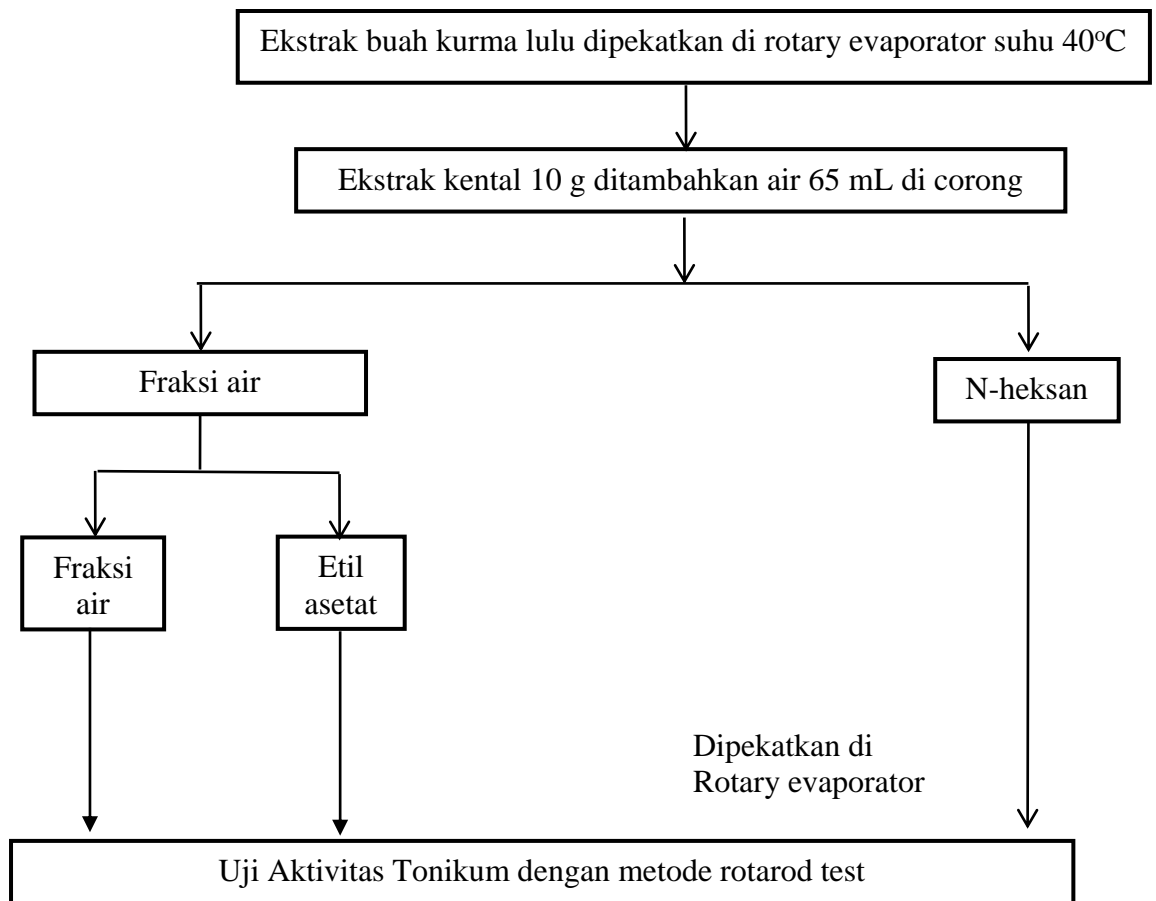 Ekstrak buah kurma lulu dipekatkan di rotary evaporator suhu 40°C
Ekstrak kental 10 g ditambahkan air 65 mL di corong
Fraksi air
N-heksan
Fraksi
air
Etil
asetat
Dipekatkan di
Rotary evaporator
Uji Aktivitas Tonikum dengan metode rotarod test